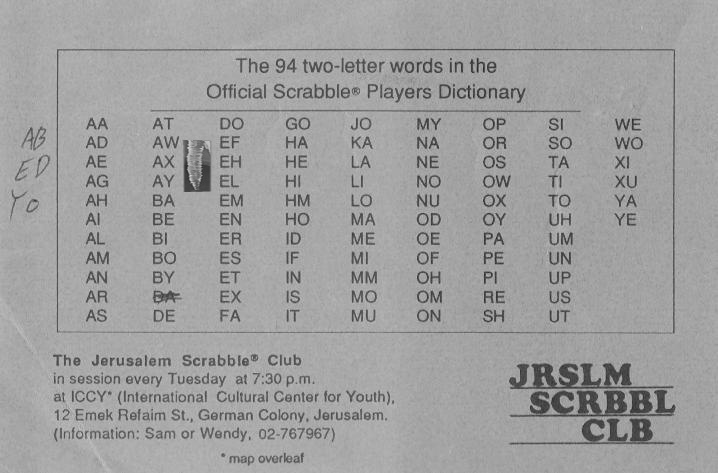 The 94 two-letter words in the
Official Scrabble® Players Dictionary
AA AT DO GO JO MY OP SI WE
AD AW EF HA KA NA OR SO WO
AE AX EH HE LA NE OS TA XI
AG AY EL HI LI NO OW TI XU
AH BA EM HM LO NU OX TO YA
AI BE EN HO MA OD OY UH YE
AL BI ER ID ME OE PA UM
AM BO ES IF MI OF PE UN
AN BY ET IN MM OH PI UP
AR EX IS MO OM RE US
AS DE FA IT MU ON SH UT
AB
ED
YO
The Jerusalem Scrabble® Club
in session every Tuesday at 7:30 p.m.
at ICCY* (International Cultural Center for Youth),
12 Emek Refaim St., German Colony, Jerusalem.
(Information: Sam or Wendy, 02-767967)
* map overleaf
JRSLM
SCRBBL
CLB